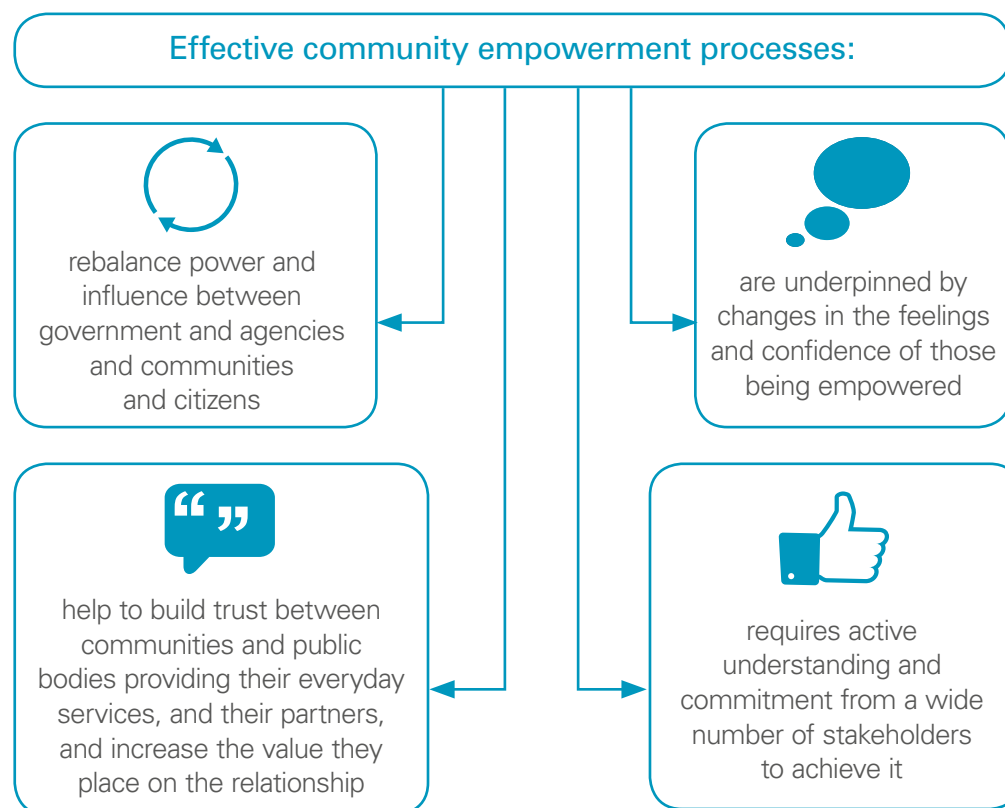 Effective community empowerment processes:
rebalance power and
influence between
government and agencies
and communities
and citizens
are underpinned by
changes in the feelings
and confidence of those
being empowered
help to build trust between
communities and public
bodies providing their everyday
services, and their partners,
and increase the value they
place on the relationship
requires active
understanding and
commitment from a wide
number of stakeholders
to achieve it